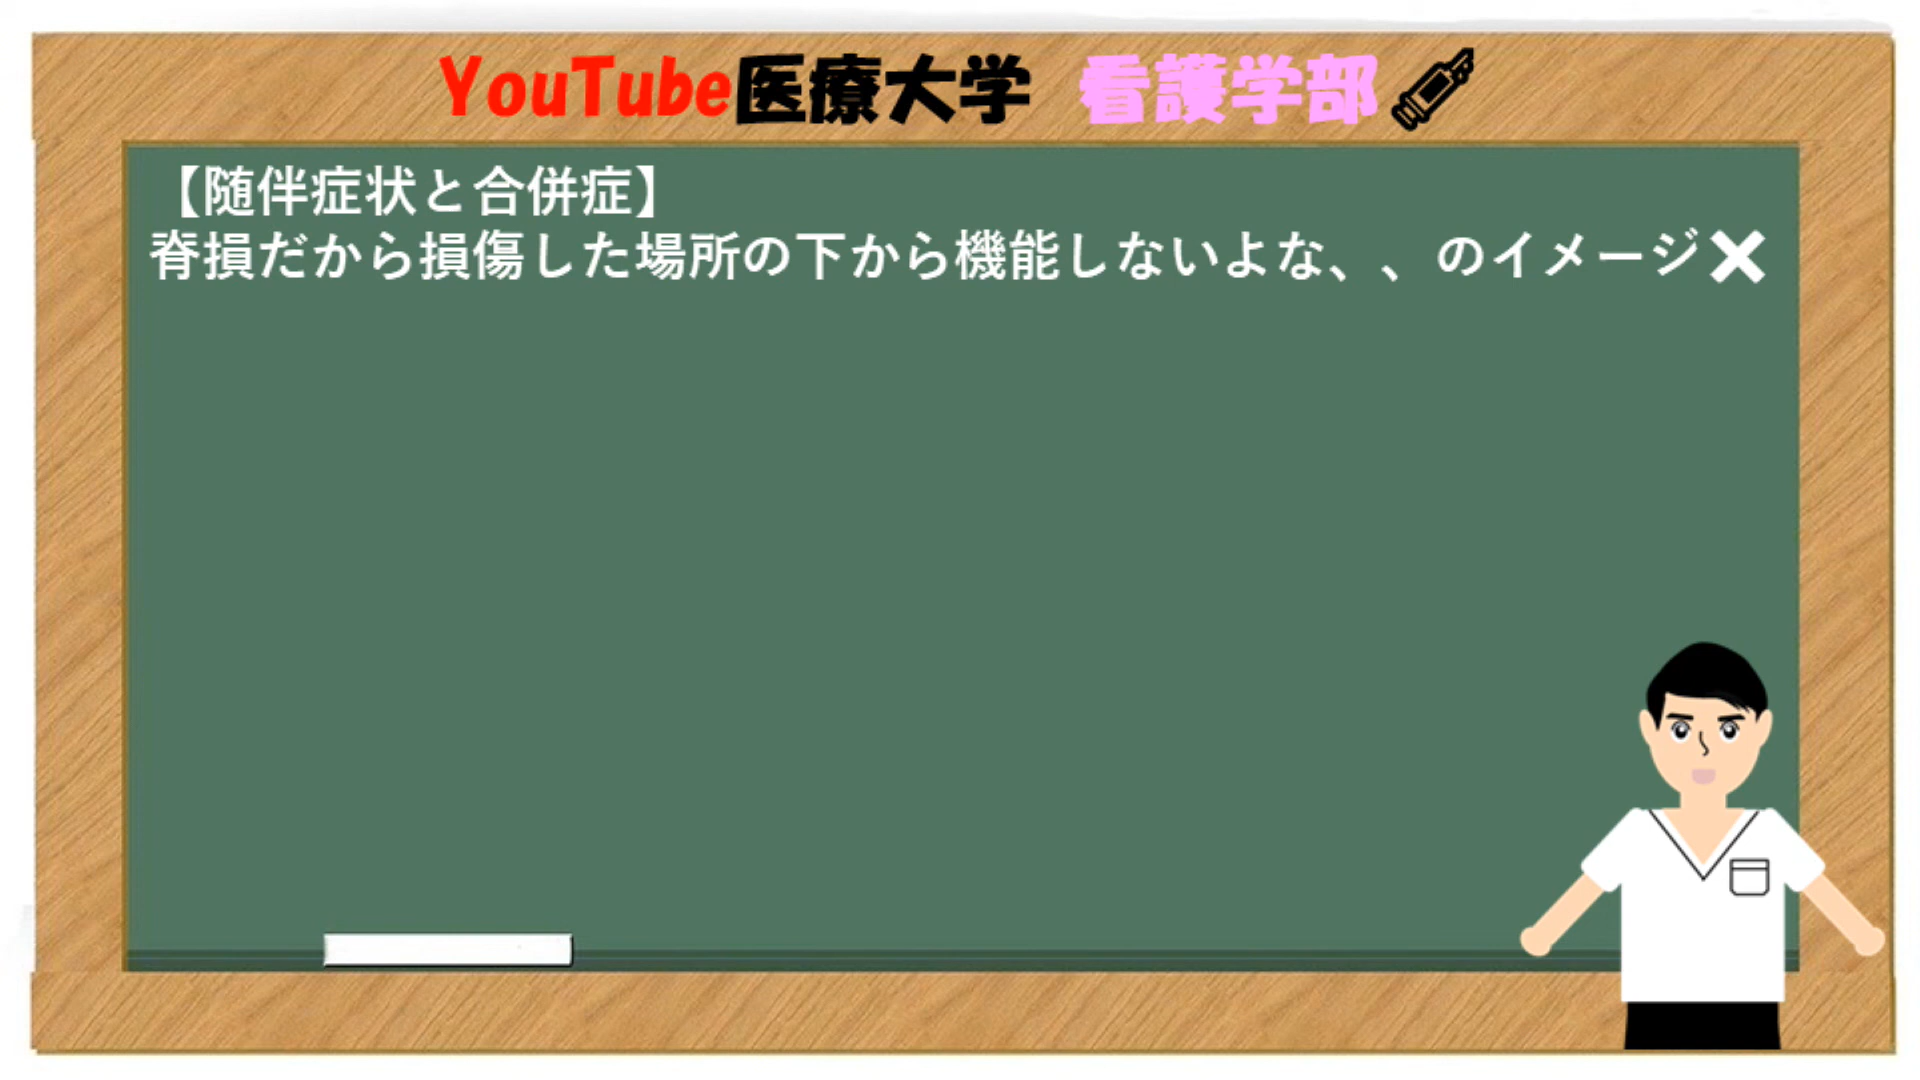 YouTube医療大学 看護学部
【随伴症状と合併症】
脊損だから損傷した場所の下から機能しないよな、、のイメージ✖